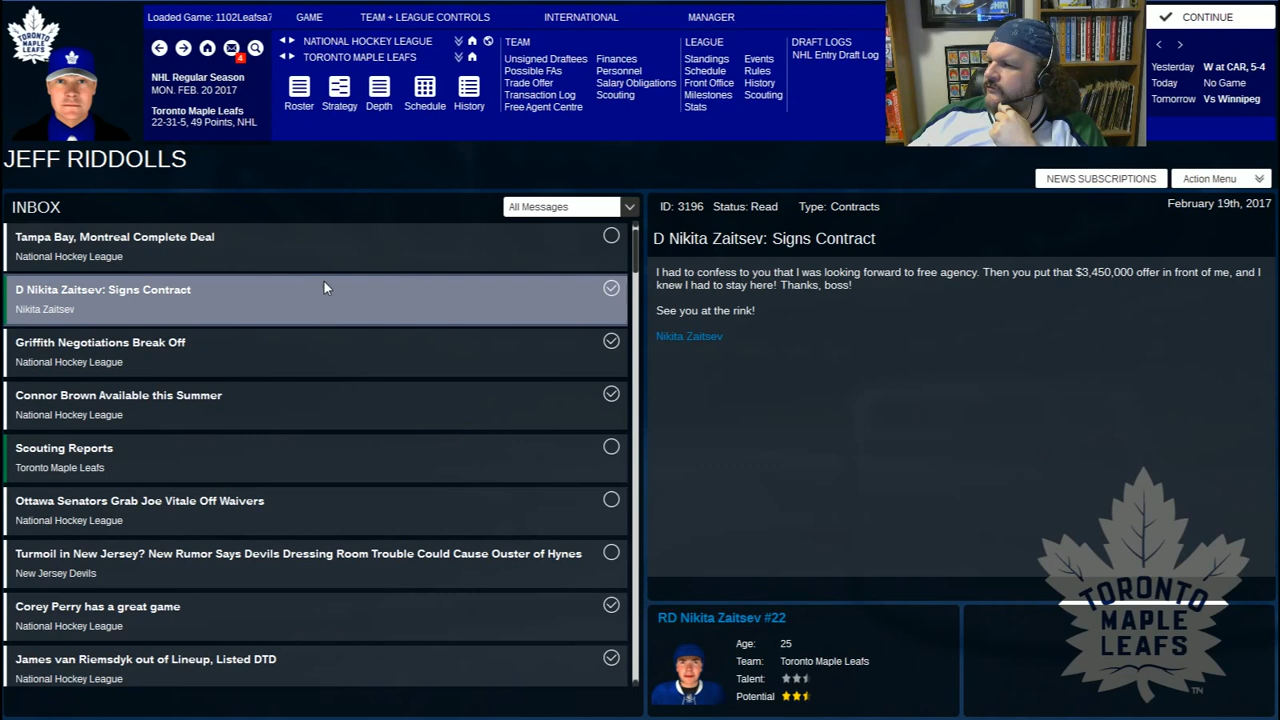 Loaded Game: 1102Leafsa7
GAME
TEAM + LEAGUE CONTROLS
INTERNATIONAL
MANAGER
CONTINUE
TORONTO
MAPLE
LEAFS
4
NHL Regular Season
MON. FEB. 20 2017
Toronto Maple Leafs
22-31-5, 49 Points, NHL
NATIONAL HOCKEY LEAGUE
TORONTO MAPLE LEAFS
Roster
Strategy
Depth
Schedule
History
TEAM
Unsigned Draftees
Possible FAs
Trade Offer
Transaction Log
Free Agent Centre
Finances
Personnel
Salary Obligations
Scouting
LEAGUE
Standings
Schedule
Front Office
Milestones
Stats
Events
Rules
History
Scouting
DRAFT LOGS
NHL Entry Draft Log
Yesterday W at CAR, 5-4
Today No Game
Tomorrow Vs Winnipeg
JEFF RIDDOLLS
NEWS SUBSCRIPTIONS
Action Menu
INBOX
All Messages
Tampa Bay, Montreal Complete Deal
National Hockey League
D Nikita Zaitsev: Signs Contract
Nikita Zaitsev
Griffith Negotiations Break Off
National Hockey League
Connor Brown Available this Summer
National Hockey League
Scouting Reports
Toronto Maple Leafs
Ottawa Senators Grab Joe Vitale Off Waivers
National Hockey League
Turmoil in New Jersey? New Rumor Says Devils Dressing Room Trouble Could Cause Ouster of Hynes
New Jersey Devils
Corey Perry has a great game
National Hockey League
James van Riemsdyk out of Lineup, Listed DTD
National Hockey League
ID: 3196 Status: Read Type: Contracts
February 19th, 2017
D Nikita Zaitsev: Signs Contract
I had to confess to you that I was looking forward to free agency. Then you put that $3,450,000 offer in front of me, and I
knew I had to stay here! Thanks, boss!
See you at the rink!
Nikita Zaitsev
RD Nikita Zaitsev #22
Age: 25
Team: Toronto Maple Leafs
Talent:
Potential
TORONTO
MAPLE
LEAFS
TM